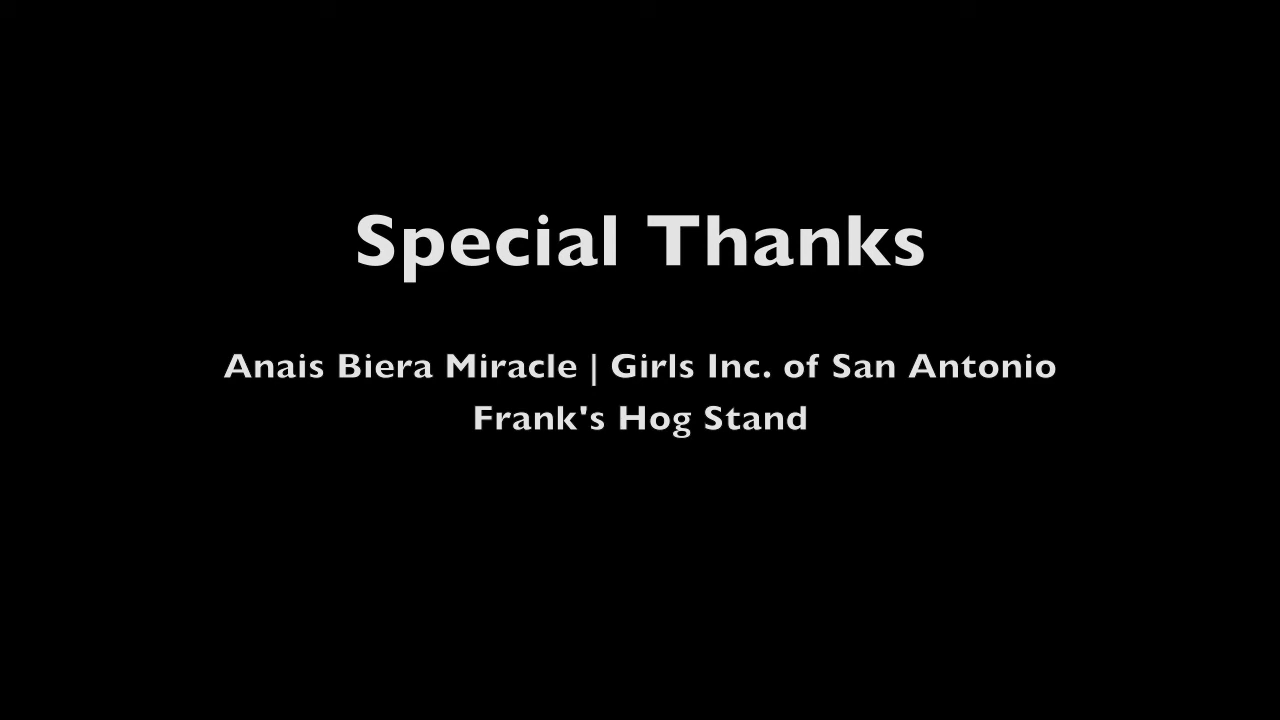 Special Thanks
Anais Biera Miracle | Girls Inc. of San Antonio
Frank's Hog Stand